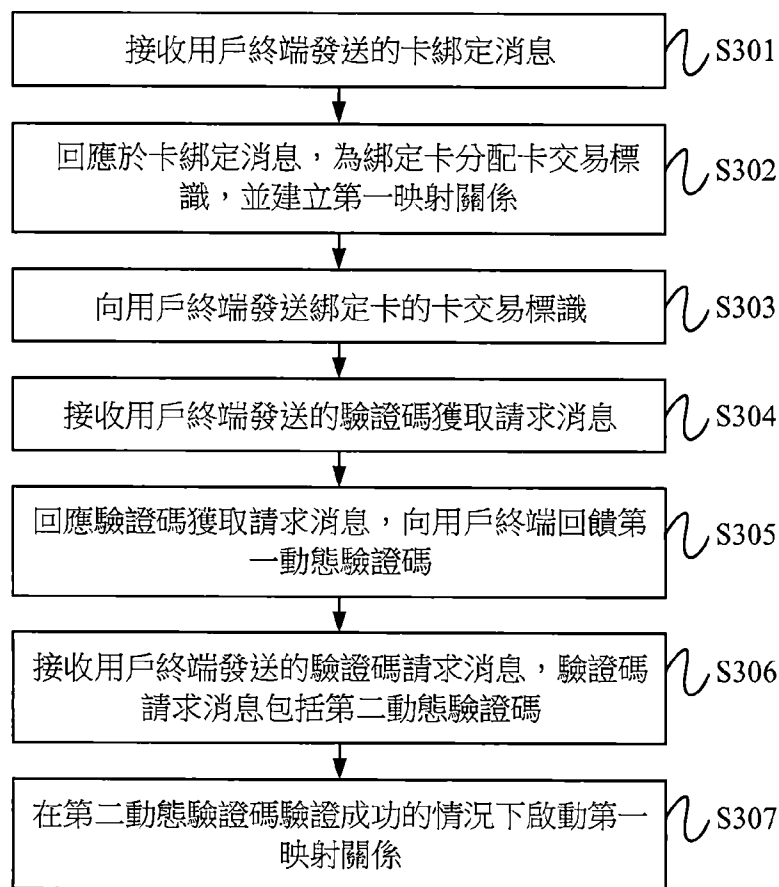 接收用戶終端發送的卡綁定消息
S301
回應於卡綁定消息，為綁定卡分配卡交易標
識，並建立第一映射關係
S302
向用戶終端發送綁定卡的卡交易標識
S303
接收用戶終端發送的驗證碼獲取請求消息
S304
回應驗證碼獲取請求消息，向用戶終端回饋第
一動態驗證碼
S305
接收用戶終端發送的驗證碼請求消息，驗證碼
請求消息包括第二動態驗證碼
S306
在第二動態驗證碼驗證成功的情況下啟動第一
映射關係
S307